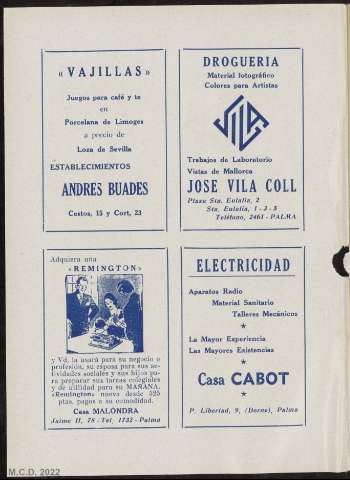 « VAJILLAS »
Juegos para café y te
en
Porcelana de Limoges
a precio de
Loza de Sevilla
ESTABLECIMIENTOS
ANDRES BUADES
Cestos, 15 y Cort, 23
DROGUERIA
Material fotográfico
Colores para Artistas
VILA
Trabajos de Laboratorio
Vistas de Mallorca
JOSE VILA COLL
Plaza Sta. Eulalia, 2
Sta. Eulalia, 1-3-5
Teléfono, 2461 - PALMA
Adquiera una
«REMINGTON»
y Vd. la usará para su negocio o
profesión, su esposa para sus ac-
tividades sociales y sus hijos pa-
ra preparar sus tareas colegiales
y de utilidad para su MAÑANA.
«Remington» nueva desde 525
ptas. pagos a su comodidad.
Casa MALONDRA
Jaime II, 78 - Tel. 1732 - Palma
ELECTRICIDAD
Aparatos Radio
Material Sanitario
Talleres Mecánicos
La Mayor Experiencia
Las Mayores Existencias
Casa CABOT
P. Libertad, 9, (Borne), Palma
M.C.D. 2022